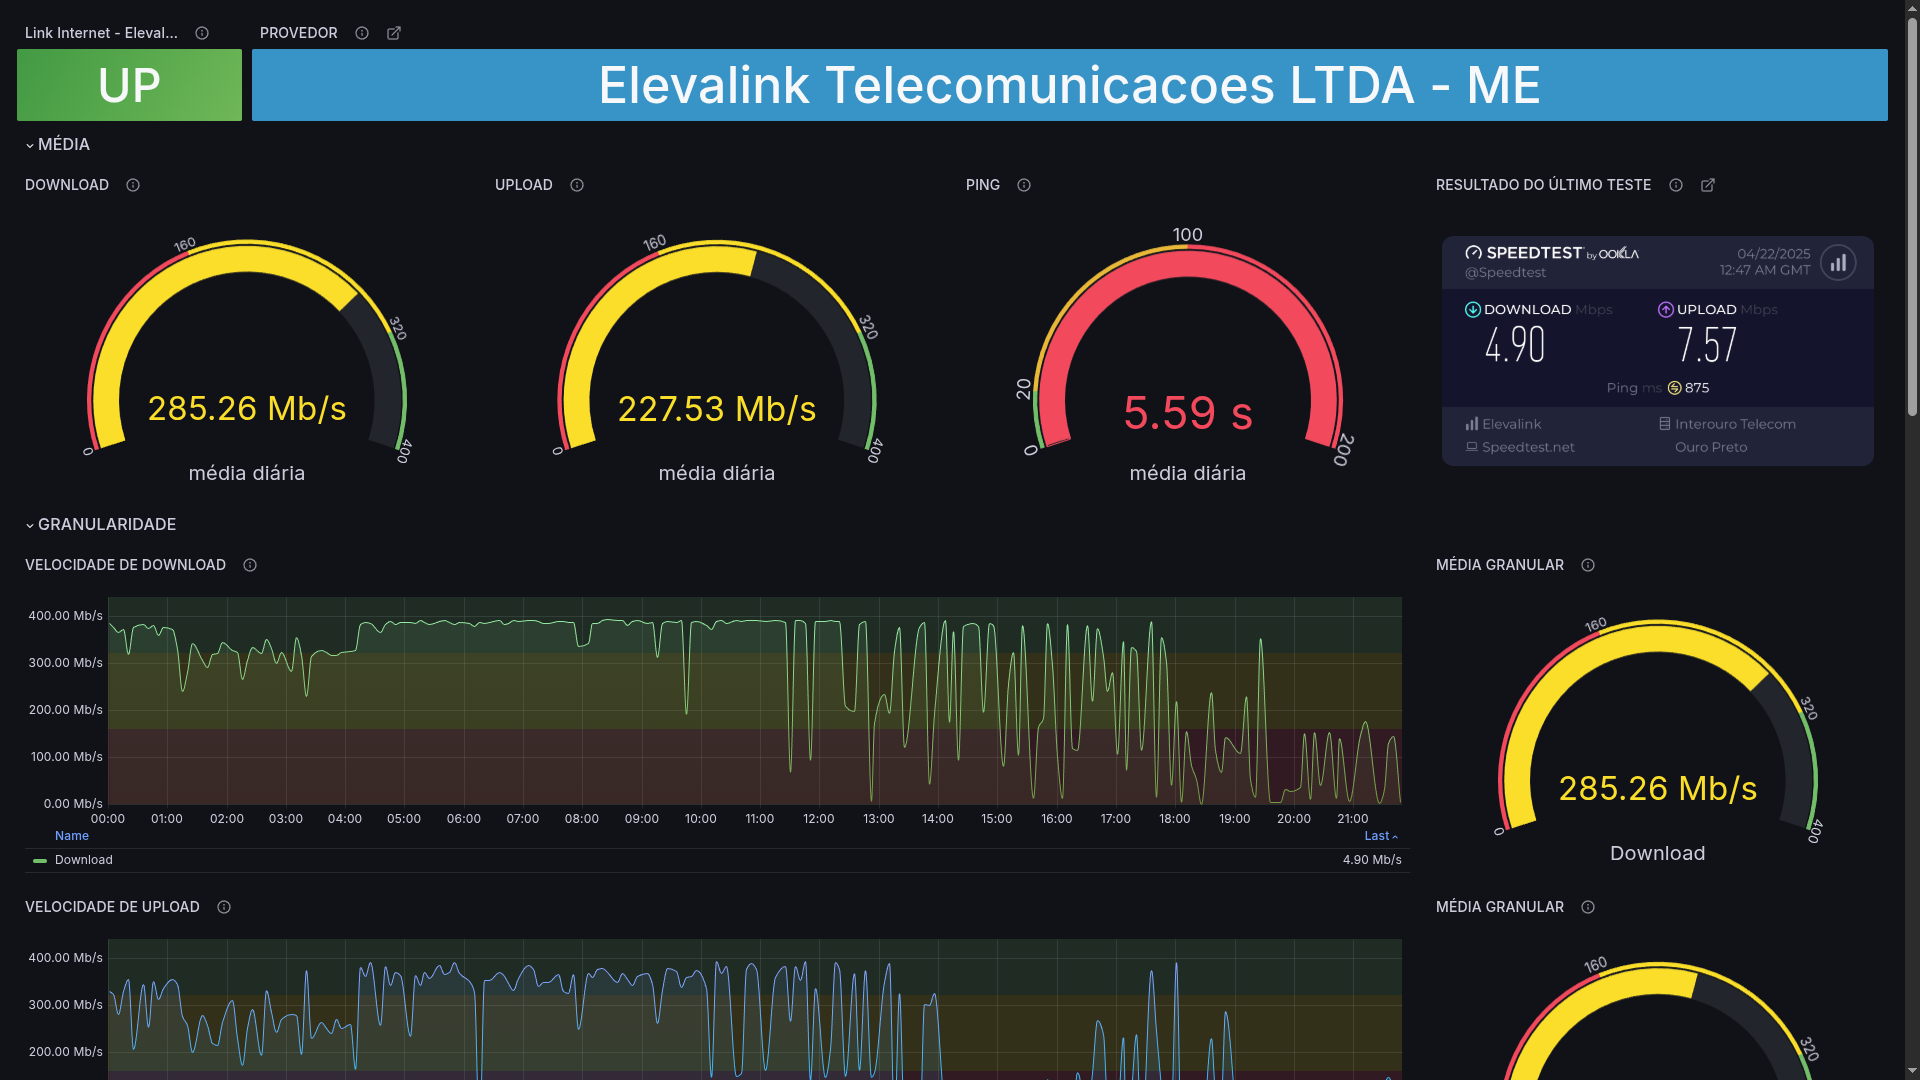 Link Internet - Eleval...
PROVEDOR
UP
Elevalink Telecomunicacoes LTDA - ME
MÉDIA
DOWNLOAD
UPLOAD
PING
RESULTADO DO ÚLTIMO TESTE
0
160
320
400
285.26 Mb/s
média diária
0
160
320
400
227.53 Mb/s
média diária
0
20
100
200
5.59 s
média diária
SPEEDTEST by OOKLA
@Speedtest
04/22/2025
12:47 AM GMT
DOWNLOAD Mbps
4.90
UPLOAD Mbps
7.57
Ping ms 875
Elevalink
Speedtest.net
Interouro Telecom
Ouro Preto
GRANULARIDADE
VELOCIDADE DE DOWNLOAD
400.00 Mb/s
300.00 Mb/s
200.00 Mb/s
100.00 Mb/s
0.00 Mb/s
00:00 01:00 02:00 03:00 04:00 05:00 06:00 07:00 08:00 09:00 10:00 11:00 12:00 13:00 14:00 15:00 16:00 17:00 18:00 19:00 20:00 21:00
Name Last
Download 4.90 Mb/s
MÉDIA GRANULAR
0
160
320
400
285.26 Mb/s
Download
VELOCIDADE DE UPLOAD
400.00 Mb/s
300.00 Mb/s
200.00 Mb/s
MÉDIA GRANULAR
160
320